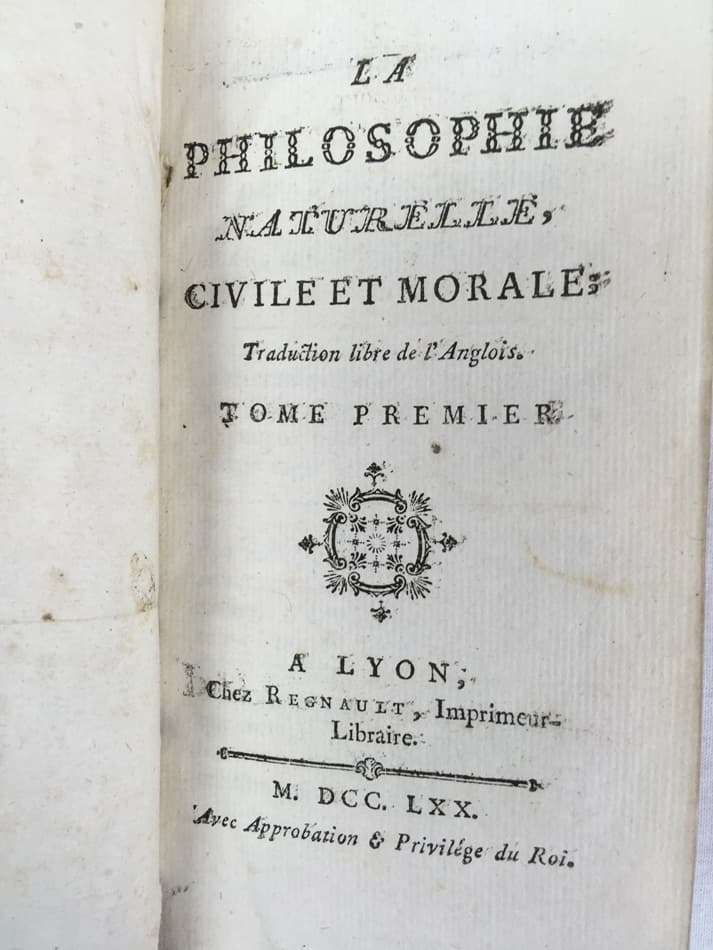 LA
PHILOSOPHIE
NATURELLE,
CIVILE ET MORALE;
Traduction libre de l'Anglois.
TOME PREMIER
A LYON,
Chez REGNAULT, Imprimeur-
Libraire.
M. DCC. LXX.
Avec Approbation & Privilége du Roi.